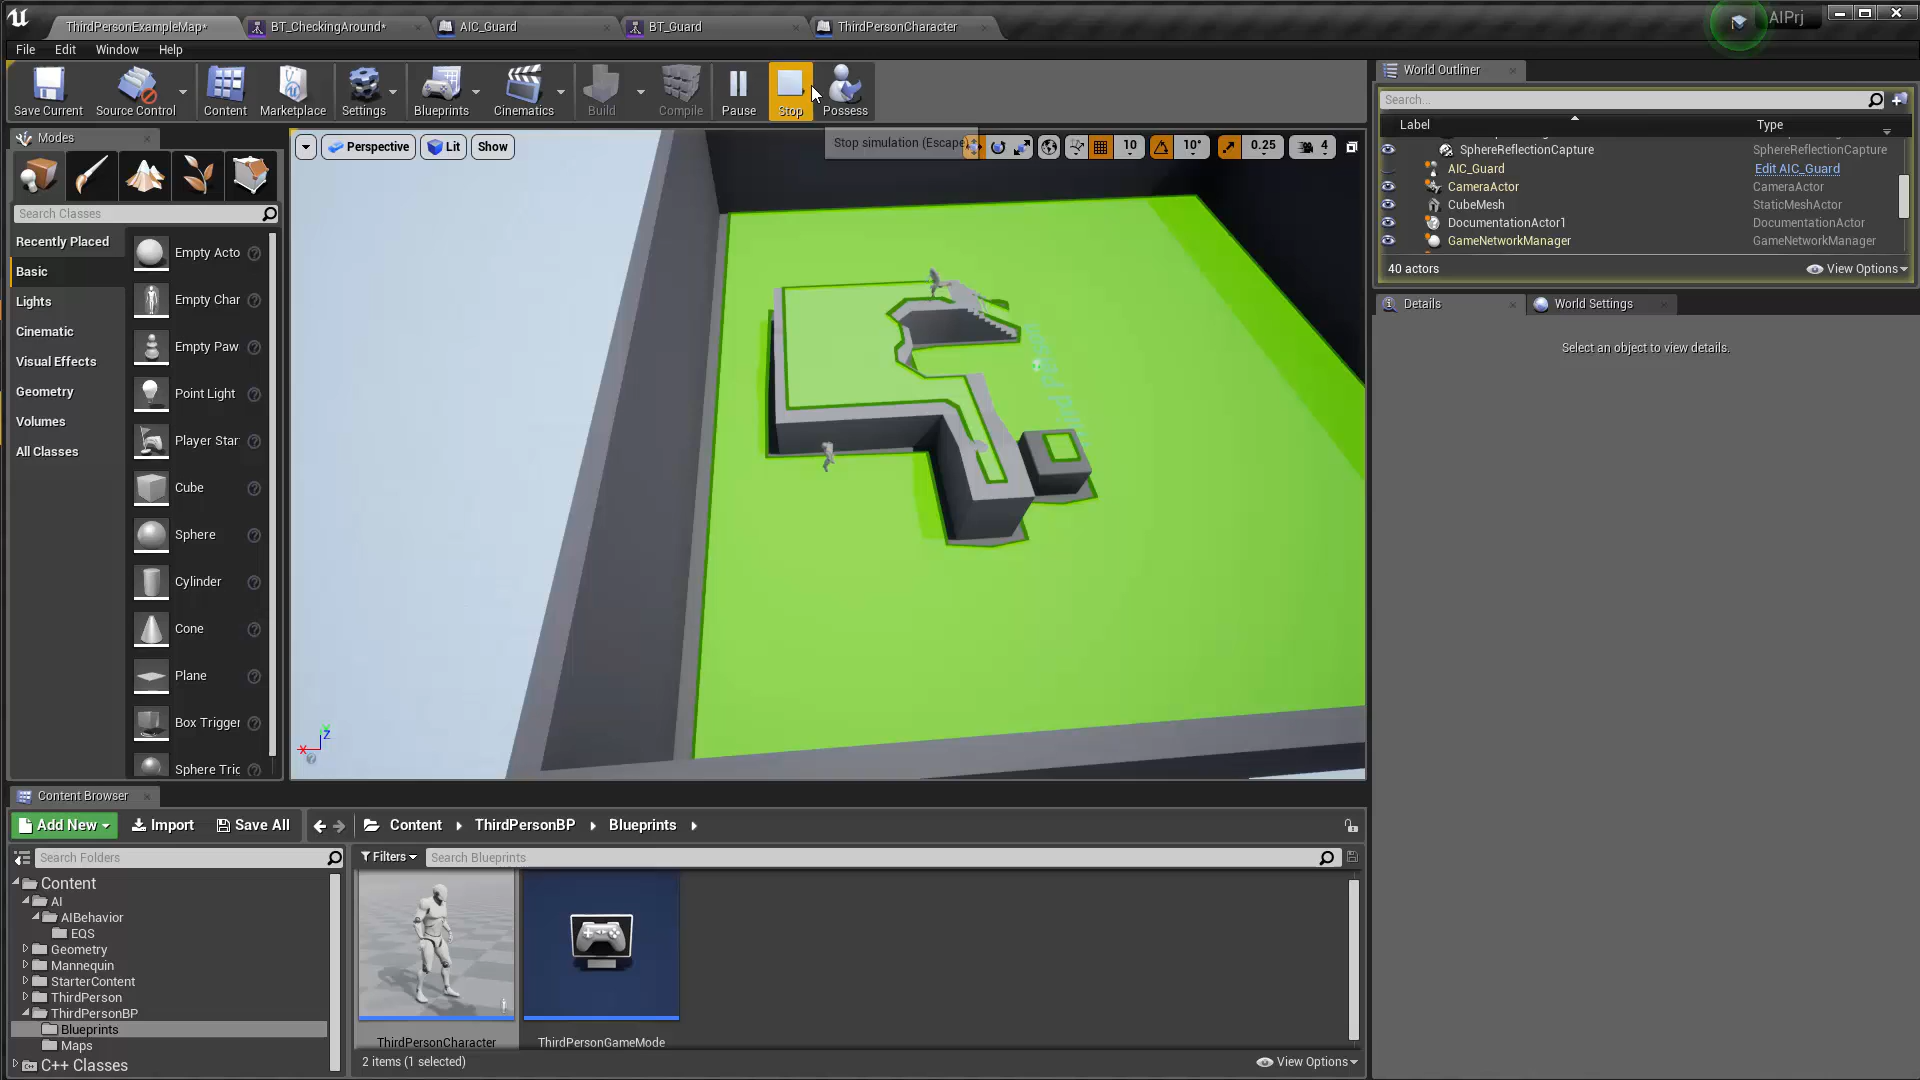 ThirdPersonExampleMap*
BT_CheckingAround*
AIC_Guard
BT_Guard
ThirdPersonCharacter
AIPrj
File
Edit
Window
Help
Save Current
Source Control
Content
Marketplace
Settings
Blueprints
Cinematics
Build
Compile
Pause
Stop
Possess
Modes
Search Classes
Recently Placed
Basic
Lights
Cinematic
Visual Effects
Geometry
Volumes
All Classes
Empty Acto
Empty Char
Empty Paw
Point Light
Player Star
Cube
Sphere
Cylinder
Cone
Plane
Box Trigger
Sphere Tric
Perspective
Lit
Show
Stop simulation (Escape
10
10°
0.25
4
X
Z
World Outliner
Search...
Label
Type
SphereReflectionCapture
SphereReflectionCapture
AIC_Guard
Edit AIC_Guard
CameraActor
CameraActor
CubeMesh
StaticMeshActor
DocumentationActor1
DocumentationActor
GameNetworkManager
GameNetworkManager
40 actors
View Options
Details
World Settings
Select an object to view details.
Content Browser
Add New
Import
Save All
Content
ThirdPersonBP
Blueprints
Search Folders
Filters
Search Blueprints
Content
AI
AIBehavior
EQS
Geometry
Mannequin
StarterContent
ThirdPerson
ThirdPersonBP
Blueprints
Maps
C++ Classes
ThirdPersonCharacter
ThirdPersonGameMode
2 items (1 selected)
View Options